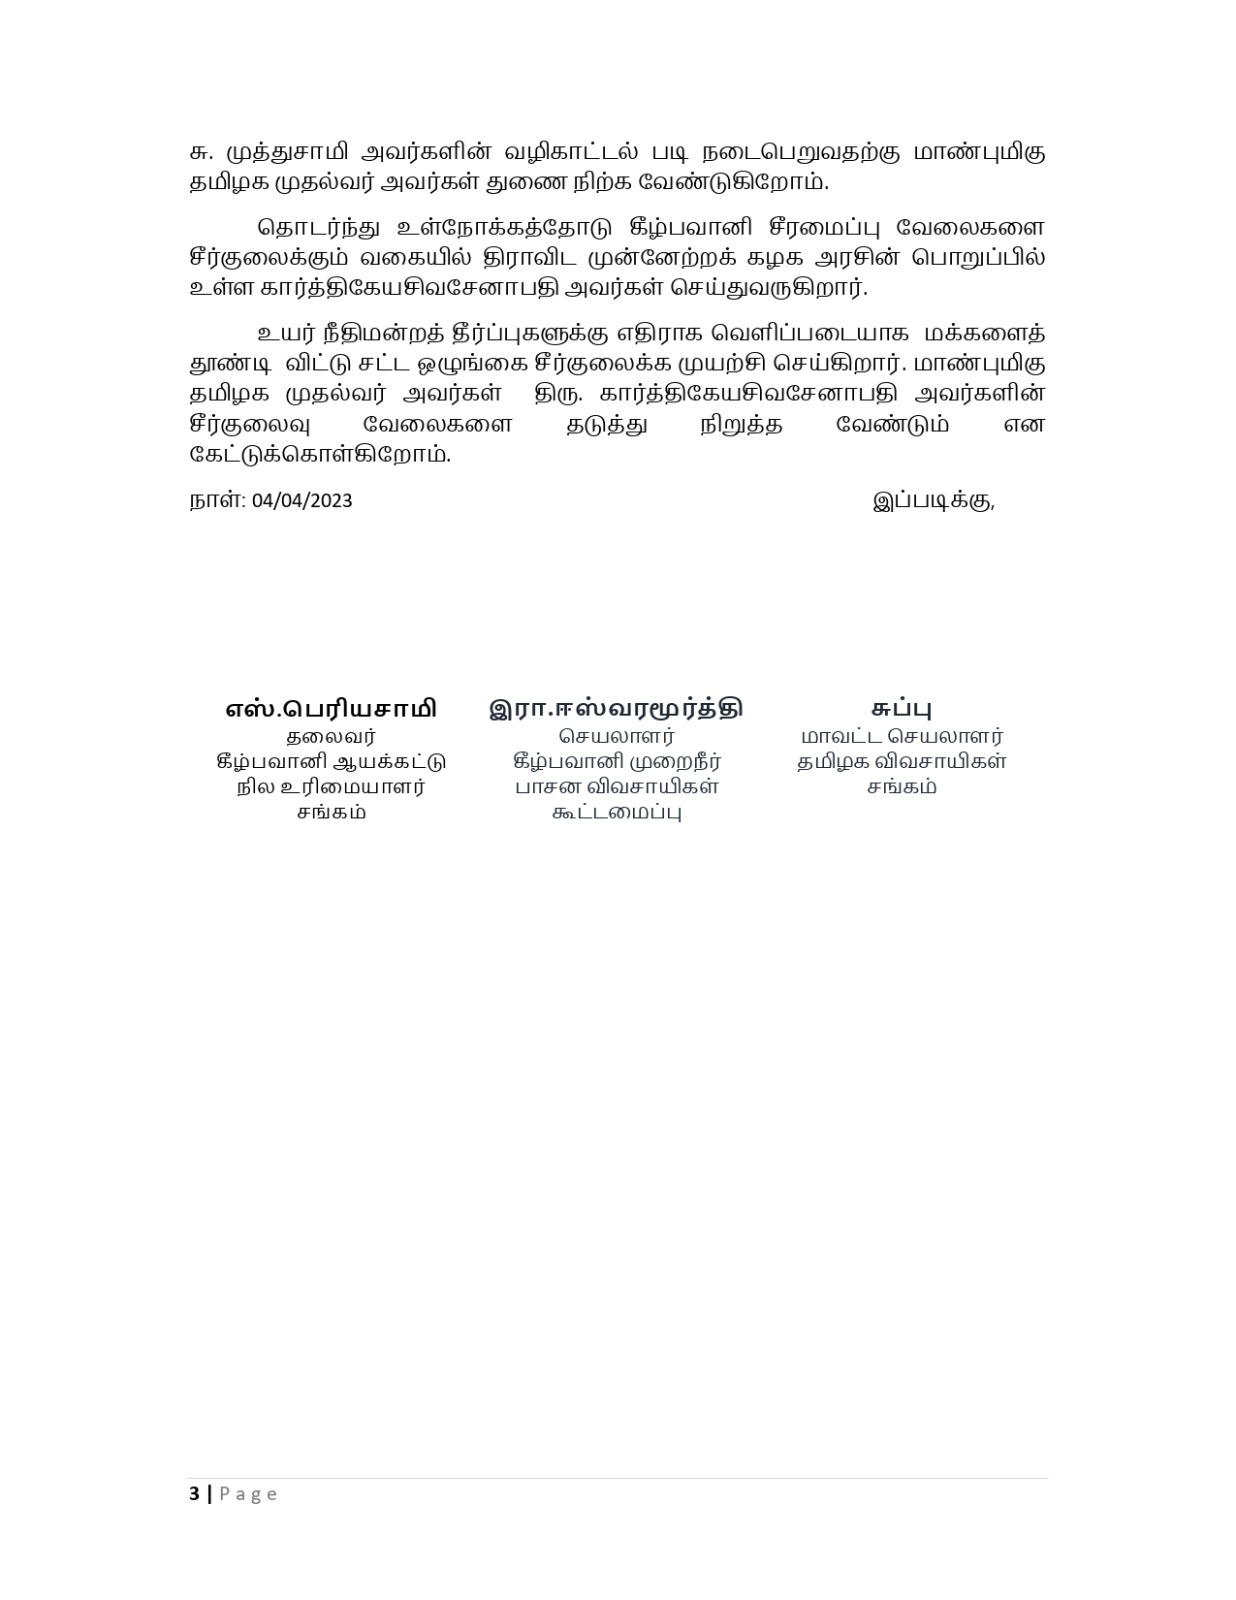 சு. முத்துசாமி அவர்களின் வழிகாட்டல் படி நடைபெறுவதற்கு மாண்புமிகு
தமிழக முதல்வர் அவர்கள் துணை நிற்க வேண்டுகிறோம்.
தொடர்ந்து உள்நோக்கத்தோடு கீழ்பவானி சீரமைப்பு வேலைகளை
சீர்குலைக்கும் வகையில் திராவிட முன்னேற்றக் கழக அரசின் பொறுப்பில்
உள்ள கார்த்திகேயசிவசேனாபதி அவர்கள் செய்துவருகிறார்.
உயர் நீதிமன்றத் தீர்ப்புகளுக்கு எதிராக வெளிப்படையாக மக்களைத்
தூண்டி விட்டு சட்ட ஒழுங்கை சீர்குலைக்க முயற்சி செய்கிறார். மாண்புமிகு
தமிழக முதல்வர் அவர்கள் திரு. கார்த்திகேயசிவசேனாபதி அவர்களின்
சீர்குலைவு வேலைகளை தடுத்து நிறுத்த வேண்டும் என
கேட்டுக்கொள்கிறோம்.
நாள்: 04/04/2023 இப்படிக்கு,
எஸ்.பெரியசாமி இரா.ஈஸ்வரமூர்த்தி சுப்பு
தலைவர் செயலாளர் மாவட்ட செயலாளர்
கீழ்பவானி ஆயக்கட்டு கீழ்பவானி முறைநீர் தமிழக விவசாயிகள்
நில உரிமையாளர் பாசன விவசாயிகள் சங்கம்
சங்கம் கூட்டமைப்பு
3 | Page